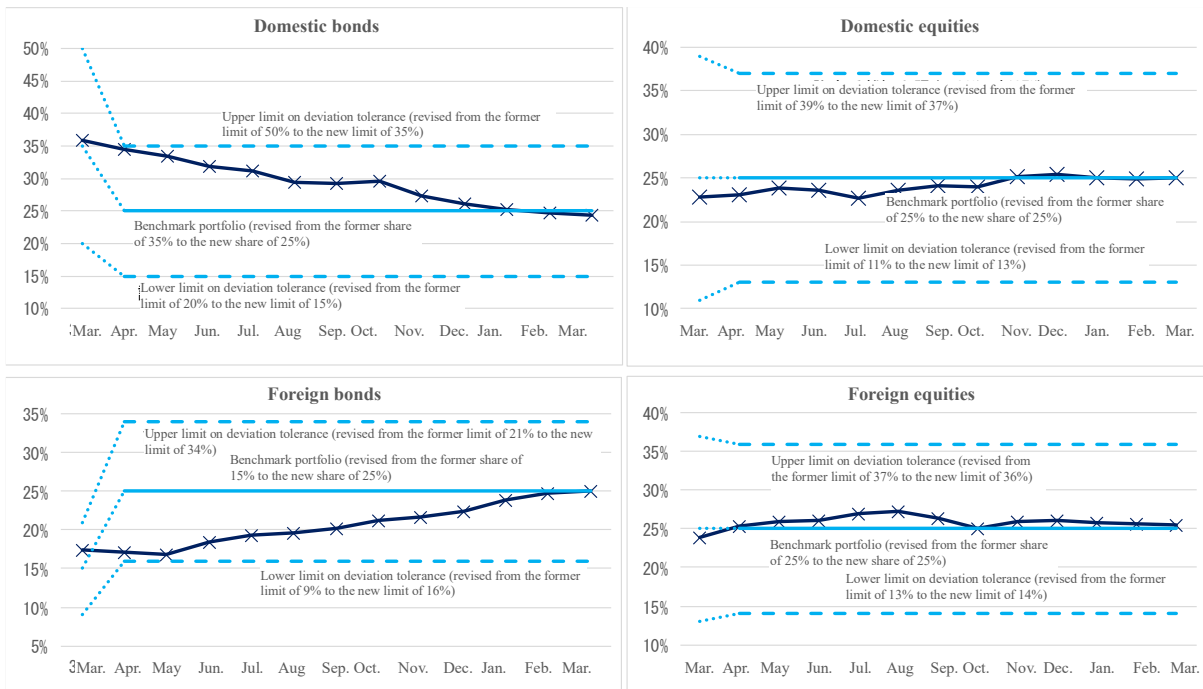 Domestic bonds
50%
45%
40%
35%
30%
25%
20%
15%
10%
Upper limit on deviation tolerance (revised from the former
limit of 50% to the new limit of 35%)
Benchmark portfolio (revised from the former share
of 35% to the new share of 25%)
Lower limit on deviation tolerance (revised from the former
limit of 20% to the new limit of 15%)
Mar. Apr. May Jun. Jul. Aug Sep. Oct. Nov. Dec. Jan. Feb. Mar.
Domestic equities
40%
35%
30%
25%
20%
15%
10%
Upper limit on deviation tolerance (revised from the former
limit of 39% to the new limit of 37%)
Benchmark portfolio (revised from the former share
of 25% to the new share of 25%)
Lower limit on deviation tolerance (revised from the former
limit of 11% to the new limit of 13%)
Mar. Apr. May Jun. Jul. Aug. Sep. Oct. Nov. Dec. Jan. Feb. Mar.
Foreign bonds
35%
30%
25%
20%
15%
10%
5%
Upper limit on deviation tolerance (revised from the former limit of 21% to the new
limit of 34%)
Benchmark portfolio (revised from the former share of
15% to the new share of 25%)
Lower limit on deviation tolerance (revised from the former
limit of 9% to the new limit of 16%)
Mar. Apr. May Jun. Jul. Aug Sep. Oct. Nov. Dec. Jan. Feb. Mar.
Foreign equities
40%
35%
30%
25%
20%
15%
10%
Upper limit on deviation tolerance (revised from
the former limit of 37% to the new limit of 36%)
Benchmark portfolio (revised from the former share
of 25% to the new share of 25%)
Lower limit on deviation tolerance (revised from the former
limit of 13% to the new limit of 14%)
Mar. Apr. May Jun. Jul. Aug. Sep. Oct. Nov. Dec. Jan. Feb. Mar.